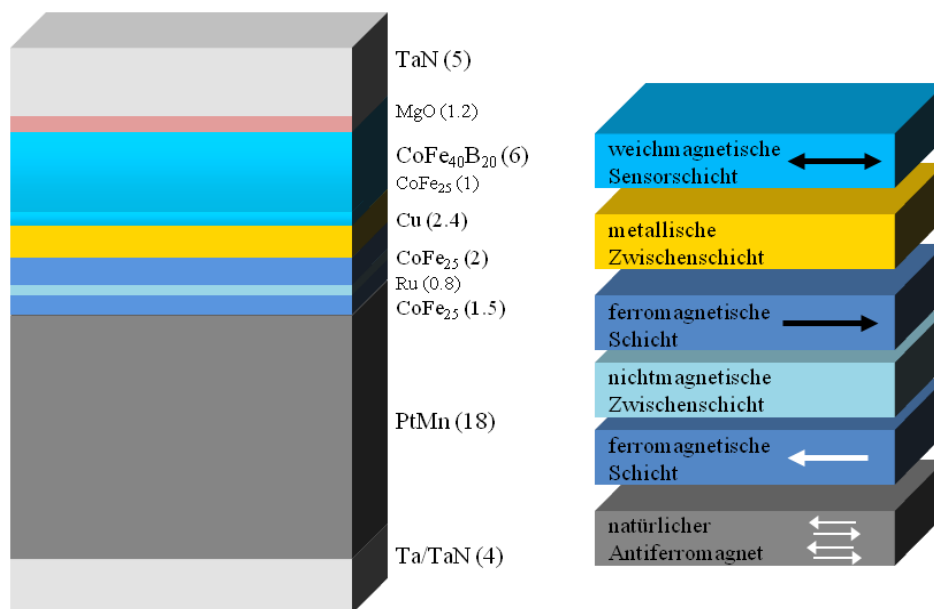 TaN (5)
MgO (1.2)
CoFe₄₀B₂₀ (6)
CoFe₂₅ (1)
Cu (2.4)
CoFe₂₅ (2)
Ru (0.8)
CoFe₂₅ (1.5)
PtMn (18)
Ta/TaN (4)
weichmagnetische
Sensorschicht
metallische
Zwischenschicht
ferromagnetische
Schicht
nichtmagnetische
Zwischenschicht
ferromagnetische
Schicht
natürlicher
Antiferromagnet